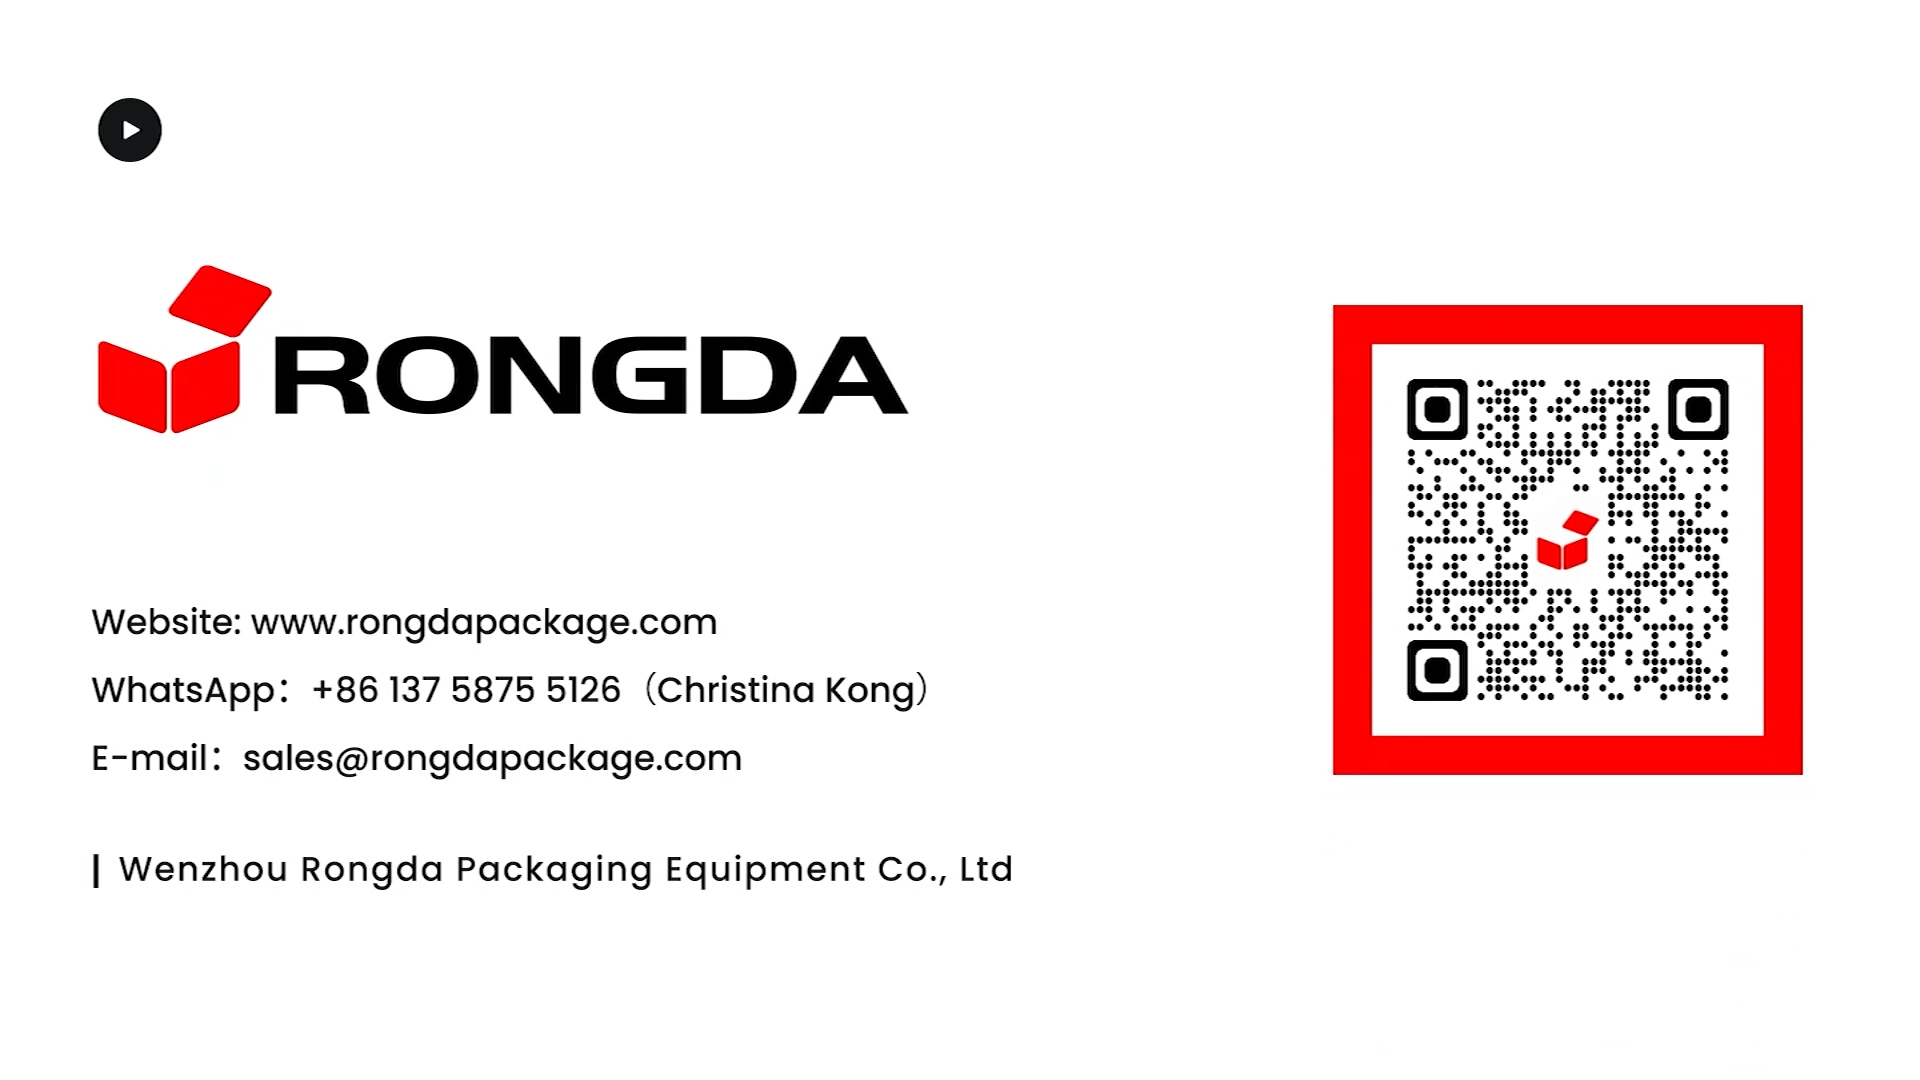 RONGDA
Website: www.rongdapackage.com
WhatsApp：+86 137 5875 5126（Christina Kong）
E-mail：sales@rongdapackage.com
| Wenzhou Rongda Packaging Equipment Co., Ltd